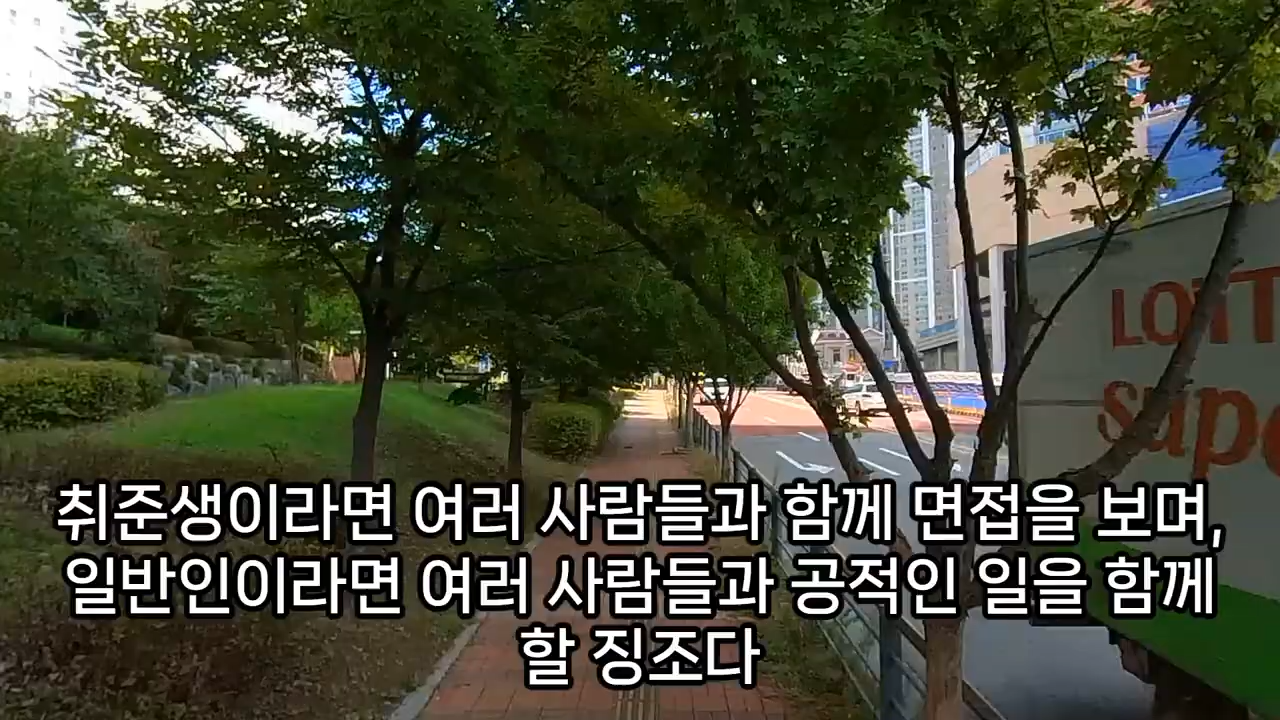 LOTT
supe
취준생이라면 여러 사람들과 함께 면접을 보며,
일반인이라면 여러 사람들과 공적인 일을 함께
할 징조다